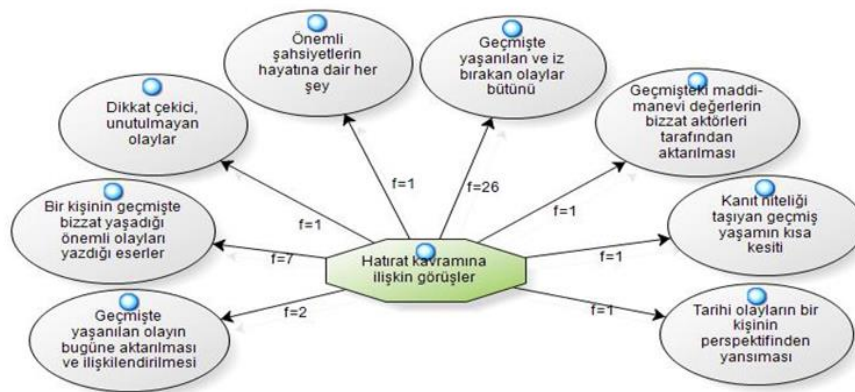 Önemli
şahsiyetlerin
hayatına dair her
şey
Geçmişte
yaşanılan ve iz
bırakan olaylar
bütünü
Dikkat çekici,
unutulmayan
olaylar
Geçmişteki maddi-
manevi değerlerin
bizzat aktörleri
tarafından
aktarılması
Bir kişinin geçmişte
bizzat yaşadığı
önemli olayları
yazdığı eserler
Kanıt niteliği
taşıyan geçmiş
yaşamın kısa
kesiti
Geçmişte
yaşanılan olayın
bugüne aktarılması
ve ilişkilendirilmesi
Tarihi olayların bir
kişinin
perspektifinden
yansıması
Hatırat kavramına
ilişkin görüşler
f=1
f=26
f=1
f=1
f=7
f=1
f=2
f=1